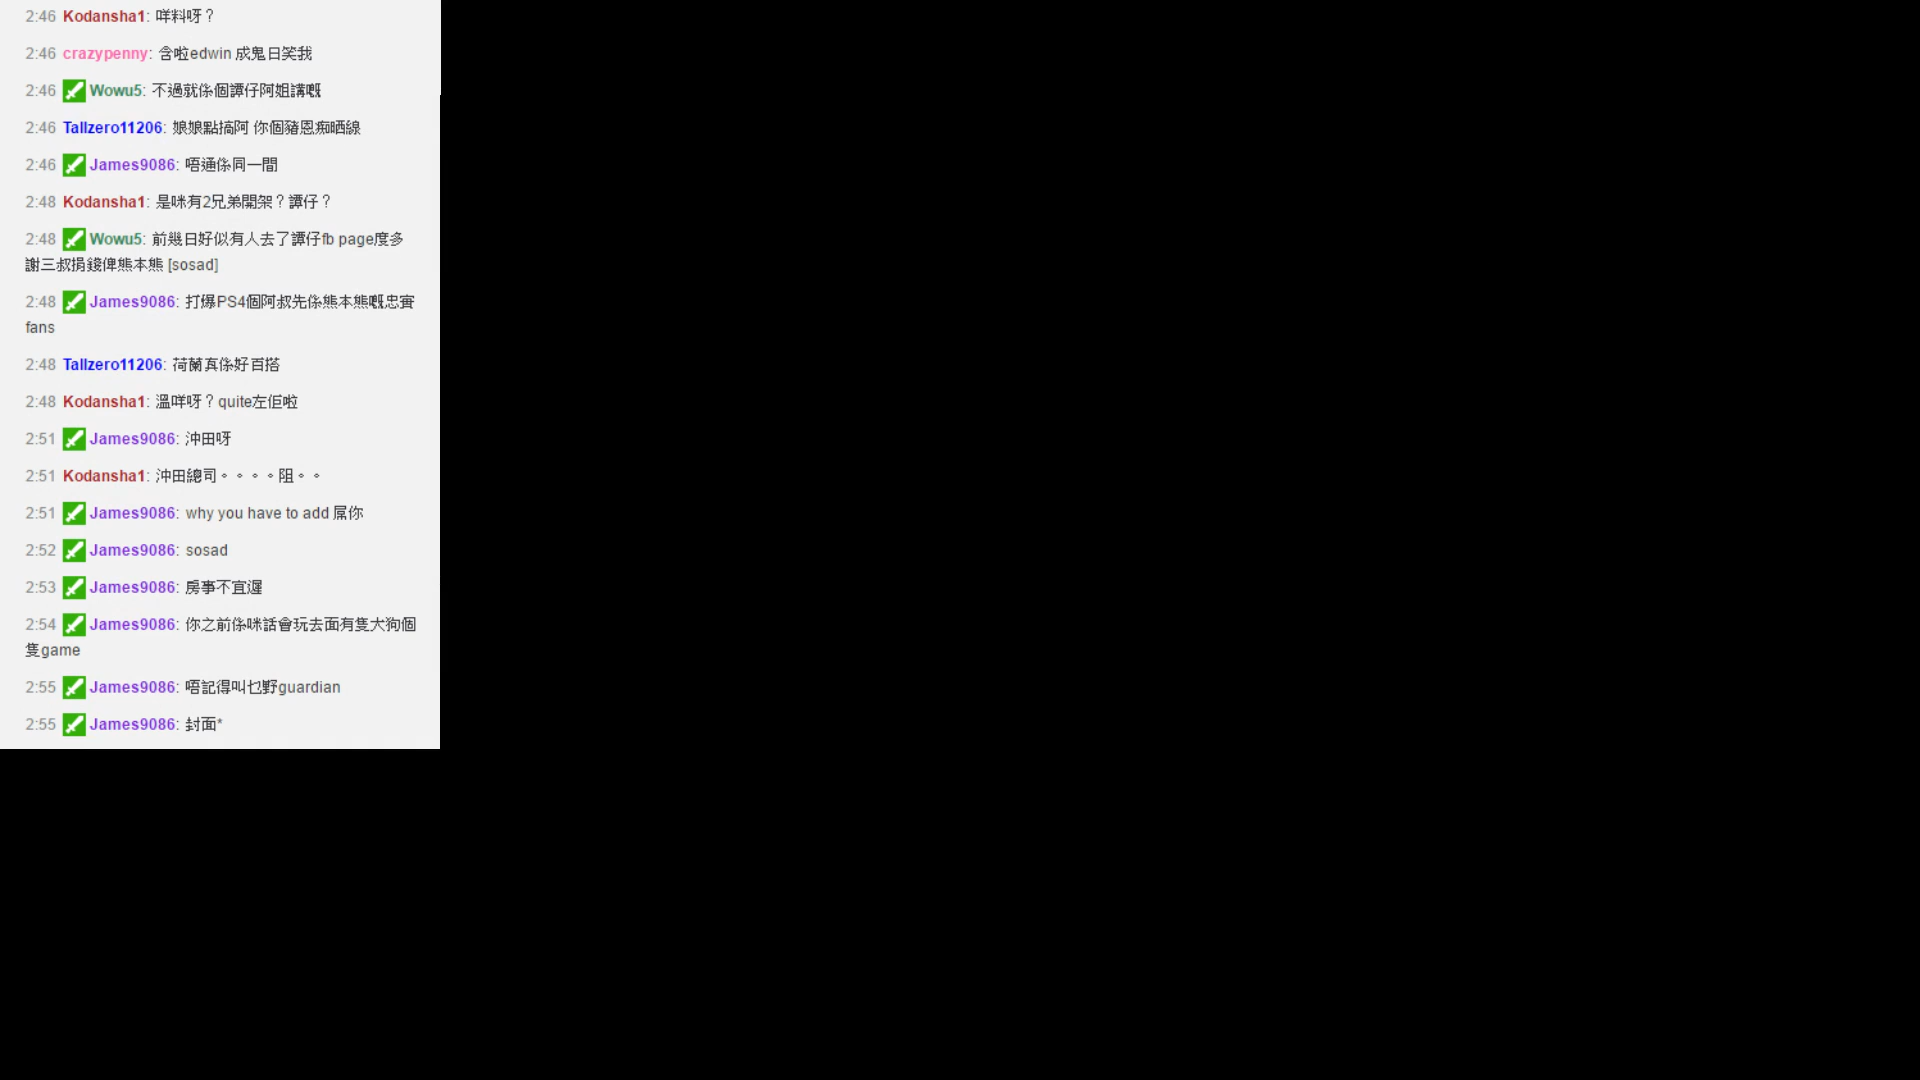 2:46 Kodansha1: 咩料呀？
2:46 crazypenny: 含啦edwin 成鬼日笑我
2:46 Wowu5: 不過就係個譚仔阿姐講嘅
2:46 Tallzero11206: 娘娘點搞阿 你個豬恩痴晒線
2:46 James9086: 唔通係同一間
2:48 Kodansha1: 是咪有2兄弟開架？譚仔？
2:48 Wowu5: 前幾日好似有人去了譚仔fb page度多
謝三叔捐錢俾熊本熊 [sosad]
2:48 James9086: 打爆PS4個阿叔先係熊本熊嘅忠實
fans
2:48 Tallzero11206: 荷蘭真係好百搭
2:48 Kodansha1: 溫咩呀？quite左佢啦
2:51 James9086: 沖田呀
2:51 Kodansha1: 沖田總司。。。。阻。。
2:51 James9086: why you have to add 屌你
2:52 James9086: sosad
2:53 James9086: 房事不宜遲
2:54 James9086: 你之前係咪話會玩去面有隻大狗個
隻game
2:55 James9086: 唔記得叫乜野guardian
2:55 James9086: 封面*